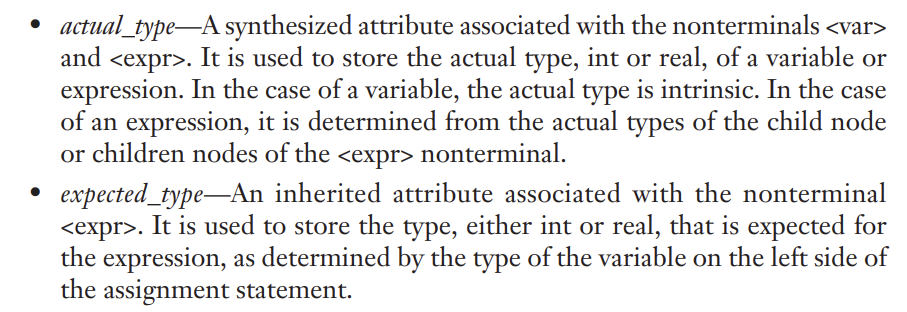 • actual_type—A synthesized attribute associated with the nonterminals <var>
and <expr>. It is used to store the actual type, int or real, of a variable or
expression. In the case of a variable, the actual type is intrinsic. In the case
of an expression, it is determined from the actual types of the child node
or children nodes of the <expr> nonterminal.
• expected_type—An inherited attribute associated with the nonterminal
<expr>. It is used to store the type, either int or real, that is expected for
the expression, as determined by the type of the variable on the left side of
the assignment statement.